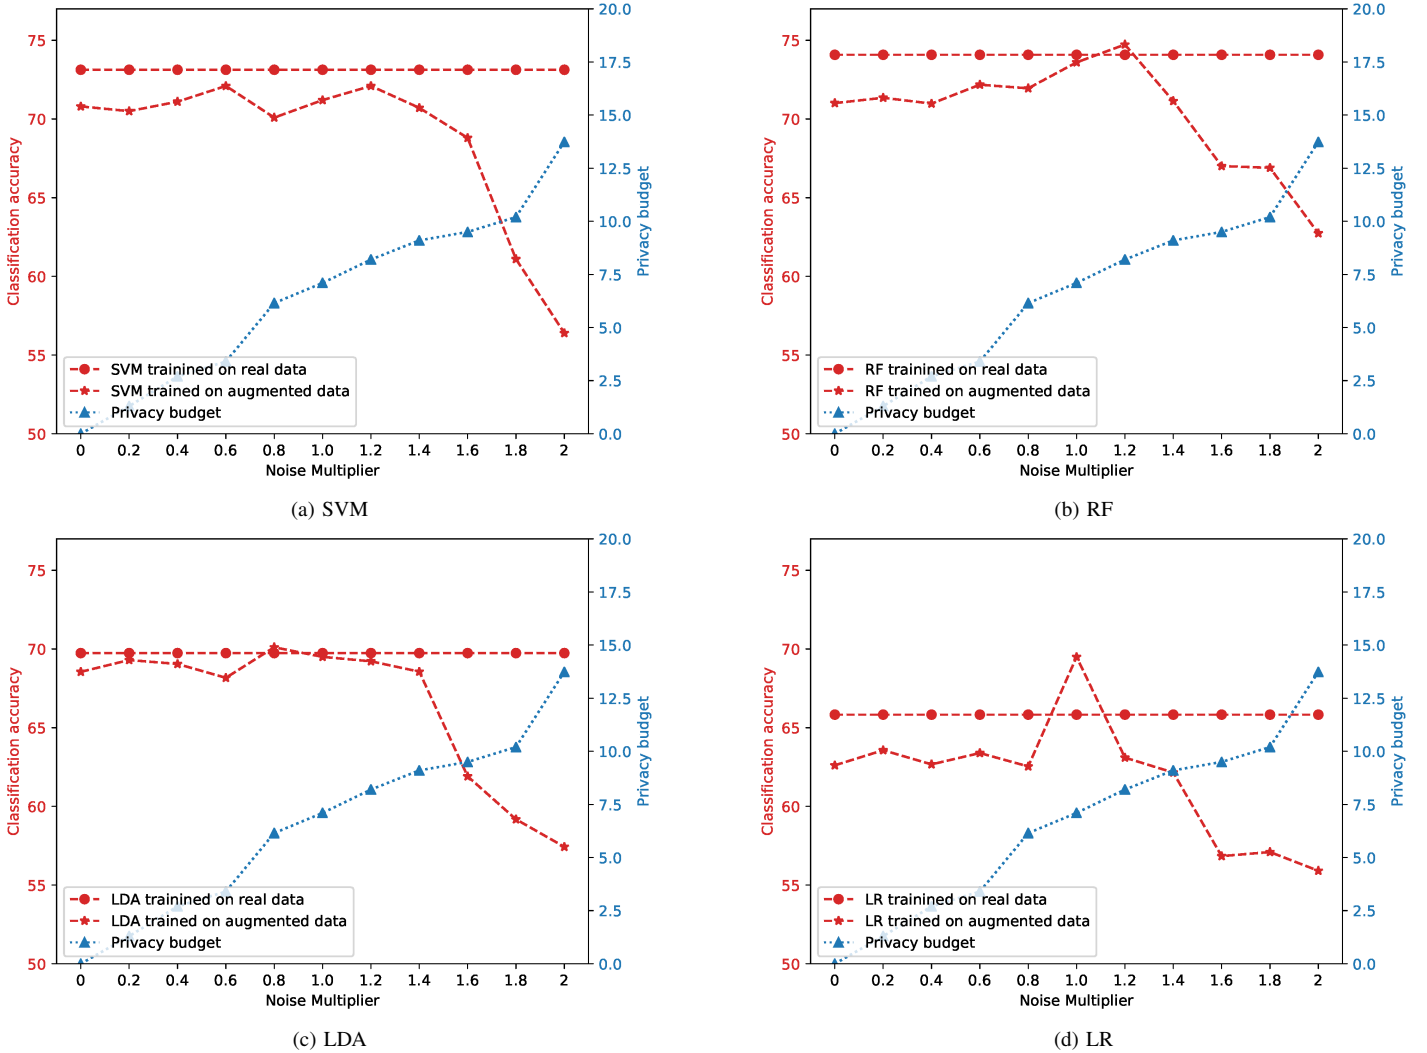 75
70
65
60
55
50
Classification accuracy
20.0
17.5
15.0
12.5
10.0
7.5
5.0
2.5
0.0
Privacy budget
SVM trainined on real data
SVM trained on augmented data
Privacy budget
0 0.2 0.4 0.6 0.8 1.0 1.2 1.4 1.6 1.8 2
Noise Multiplier
(a) SVM
75
70
65
60
55
50
Classification accuracy
20.0
17.5
15.0
12.5
10.0
7.5
5.0
2.5
0.0
Privacy budget
RF trainined on real data
RF trained on augmented data
Privacy budget
0 0.2 0.4 0.6 0.8 1.0 1.2 1.4 1.6 1.8 2
Noise Multiplier
(b) RF
75
70
65
60
55
50
Classification accuracy
20.0
17.5
15.0
12.5
10.0
7.5
5.0
2.5
0.0
Privacy budget
LDA trainined on real data
LDA trained on augmented data
Privacy budget
0 0.2 0.4 0.6 0.8 1.0 1.2 1.4 1.6 1.8 2
Noise Multiplier
(c) LDA
75
70
65
60
55
50
Classification accuracy
20.0
17.5
15.0
12.5
10.0
7.5
5.0
2.5
0.0
Privacy budget
LR trainined on real data
LR trained on augmented data
Privacy budget
0 0.2 0.4 0.6 0.8 1.0 1.2 1.4 1.6 1.8 2
Noise Multiplier
(d) LR